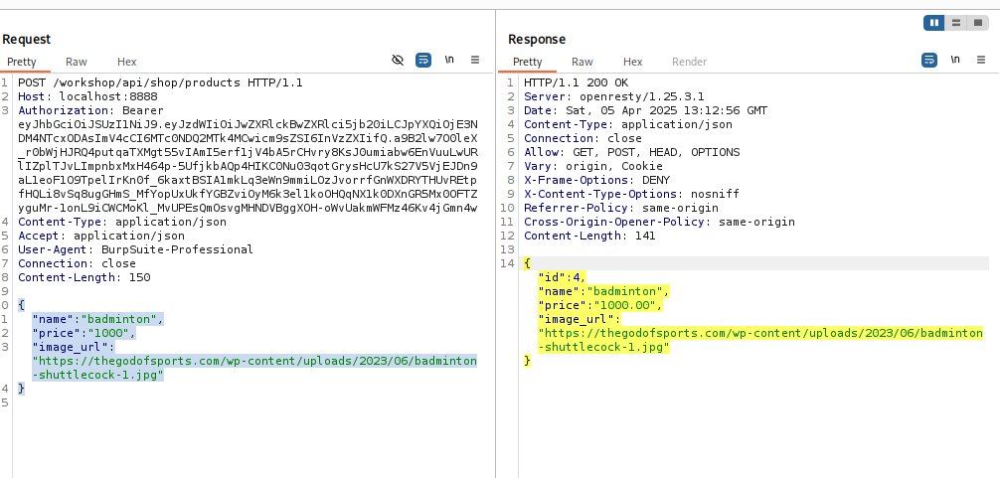 Request
Response
Pretty Raw Hex \n
Pretty Raw Hex Render \n
1 POST /workshop/api/shop/products HTTP/1.1
2 Host: localhost:8888
3 Authorization: Bearer
eyJhbGciOiJSUzI1NiJ9.eyJzdWIiOiJwZXRlckBwZXRlci5jb20iLCJpYXQiOjE3N
DM4NTcxODAsImV4cCI6MTc0NDQ2MTk4MCwicm9sZSI6InVzZXIifQ.a9B2lw700leX
_r0bWjHJRQ4putqaTXMgt55vIAmI5erf1jV4bA5rCHvry8KsJ0umiabw6EnVuuLwUR
lIZplTJvLImpnbxMxH464p-5UfjkbAQp4HIKC0Nu03qotGrysHcU7kS27V5VjEJDn9
aL1eoF1O9TpelIrKnOf_6kaxtBSIA1mkLq3eWn9mmiLOzJvorrfGnWXDRYTHUvREtp
fHQLi8vSq8ugGHmS_MfYopUxUkfYGBZviOyM6k3el1koOHQqNX1k0DXnGR5Mx0OFTZ
yguMr-1onL9iCWCMoKl_MvUPEsQmOsvgMHNDVBggXOH-oWvUakmWFMz46Kv4jGmn4w
4 Content-Type: application/json
5 Accept: application/json
6 User-Agent: BurpSuite-Professional
7 Connection: close
8 Content-Length: 150
9
0 {
1 "name":"badminton",
2 "price":"1000",
3 "image_url":
"https://thegodofsports.com/wp-content/uploads/2023/06/badminton
-shuttlecock-1.jpg"
4 }
5
1 HTTP/1.1 200 OK
2 Server: openresty/1.25.3.1
3 Date: Sat, 05 Apr 2025 13:12:56 GMT
4 Content-Type: application/json
5 Connection: close
6 Allow: GET, POST, HEAD, OPTIONS
7 Vary: origin, Cookie
8 X-Frame-Options: DENY
9 X-Content-Type-Options: nosniff
10 Referrer-Policy: same-origin
11 Cross-Origin-Opener-Policy: same-origin
12 Content-Length: 141
13
14 {
"id":4,
"name":"badminton",
"price":"1000.00",
"image_url":
"https://thegodofsports.com/wp-content/uploads/2023/06/badminton
-shuttlecock-1.jpg"
}